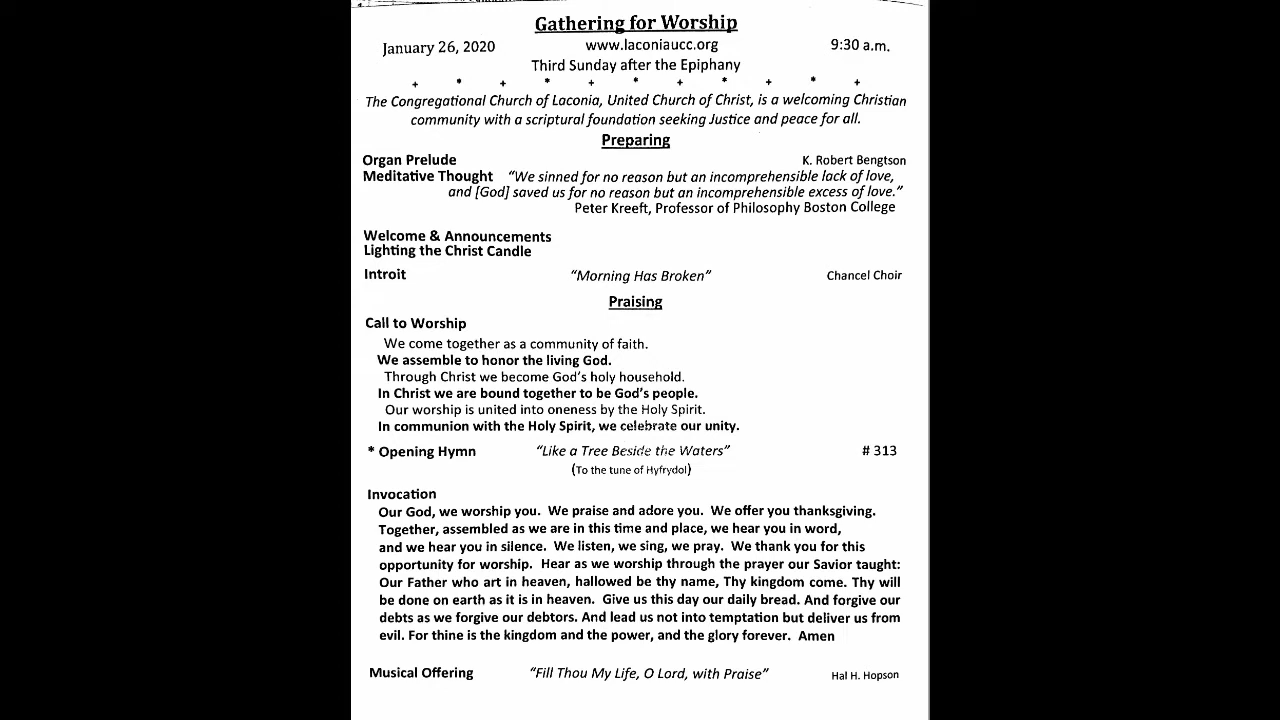 Gathering for Worship
January 26, 2020 www.laconiaucc.org 9:30 a.m.
Third Sunday after the Epiphany
+ * + * + * + * + * +
The Congregational Church of Laconia, United Church of Christ, is a welcoming Christian
community with a scriptural foundation seeking Justice and peace for all.
Preparing
Organ Prelude K. Robert Bengtson
Meditative Thought “We sinned for no reason but an incomprehensible lack of love,
and [God] saved us for no reason but an incomprehensible excess of love.”
Peter Kreeft, Professor of Philosophy Boston College
Welcome & Announcements
Lighting the Christ Candle
Introit “Morning Has Broken” Chancel Choir
Praising
Call to Worship
We come together as a community of faith.
We assemble to honor the living God.
Through Christ we become God’s holy household.
In Christ we are bound together to be God’s people.
Our worship is united into oneness by the Holy Spirit.
In communion with the Holy Spirit, we celebrate our unity.
* Opening Hymn “Like a Tree Beside the Waters” # 313
(To the tune of Hyfrydol)
Invocation
Our God, we worship you. We praise and adore you. We offer you thanksgiving.
Together, assembled as we are in this time and place, we hear you in word,
and we hear you in silence. We listen, we sing, we pray. We thank you for this
opportunity for worship. Hear as we worship through the prayer our Savior taught:
Our Father who art in heaven, hallowed be thy name, Thy kingdom come. Thy will
be done on earth as it is in heaven. Give us this day our daily bread. And forgive our
debts as we forgive our debtors. And lead us not into temptation but deliver us from
evil. For thine is the kingdom and the power, and the glory forever. Amen
Musical Offering “Fill Thou My Life, O Lord, with Praise” Hal H. Hopson